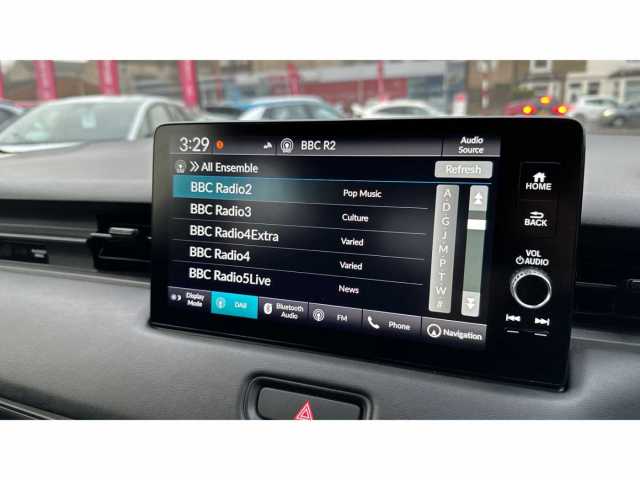 3:29 BBC R2 Audio Source
All Ensemble Refresh
BBC Radio2 Pop Music
BBC Radio3 Culture
BBC Radio4Extra Varied
BBC Radio4 Varied
BBC Radio5Live News
A
D
G
J
M
P
T
W
#
Display Mode
DAB
Bluetooth Audio
FM
Phone
Navigation
HOME
BACK
VOL
AUDIO